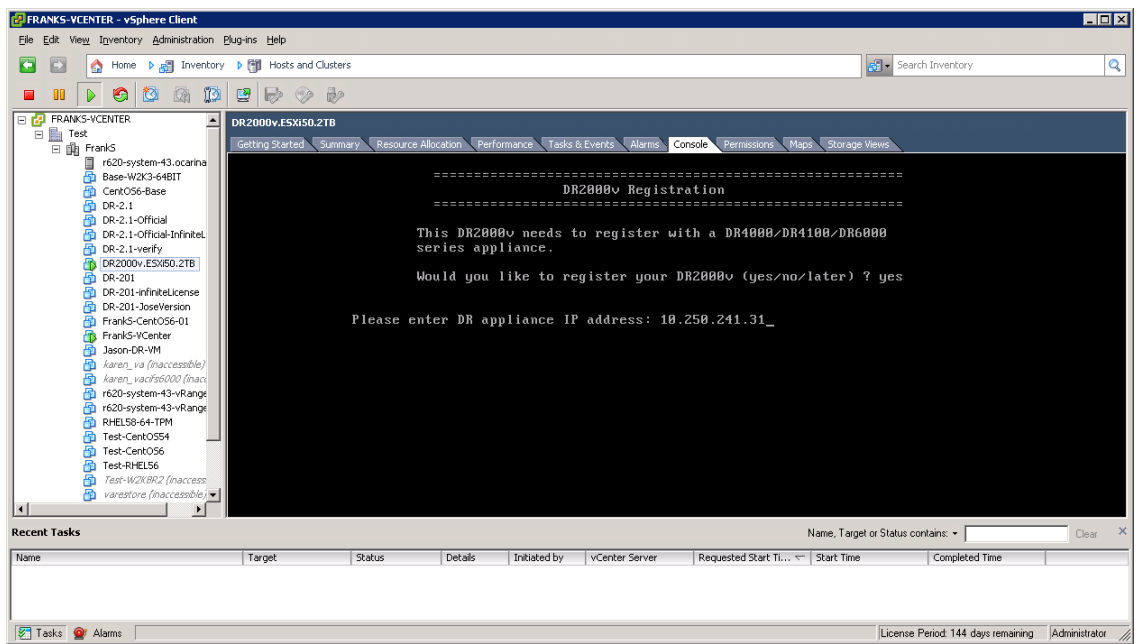 FRANKS-VCENTER - vSphere Client
File Edit View Inventory Administration Plug-ins Help
Home Inventory Hosts and Clusters
Search Inventory
FRANKS-VCENTER
Test
FrankS
r620-system-43.ocarina
Base-W2K3-64BIT
CentOS6-Base
DR-2.1
DR-2.1-Official
DR-2.1-Official-InfiniteL
DR-2.1-verify
DR2000v.ESXi50.2TB
DR-201
DR-201-infiniteLicense
DR-201-JoseVersion
FrankS-CentOS6-01
FrankS-VCenter
Jason-DR-VM
karen_va (inaccessible)
karen_vacifs6000 (inacc
r620-system-43-vRange
r620-system-43-vRange
RHEL58-64-TPM
Test-CentOS54
Test-CentOS6
Test-RHEL56
Test-W2K8R2 (inaccess
varestore (inaccessible)
DR2000v.ESXi50.2TB
Getting Started Summary Resource Allocation Performance Tasks & Events Alarms Console Permissions Maps Storage Views
==========================================================
DR2000v Registration
==========================================================
This DR2000v needs to register with a DR4000/DR4100/DR6000
series appliance.
Would you like to register your DR2000v (yes/no/later) ? yes
Please enter DR appliance IP address: 10.250.241.31_
Recent Tasks
Name, Target or Status contains:
Clear
Name Target Status Details Initiated by vCenter Server Requested Start Ti... Start Time Completed Time
Tasks Alarms
License Period: 144 days remaining Administrator